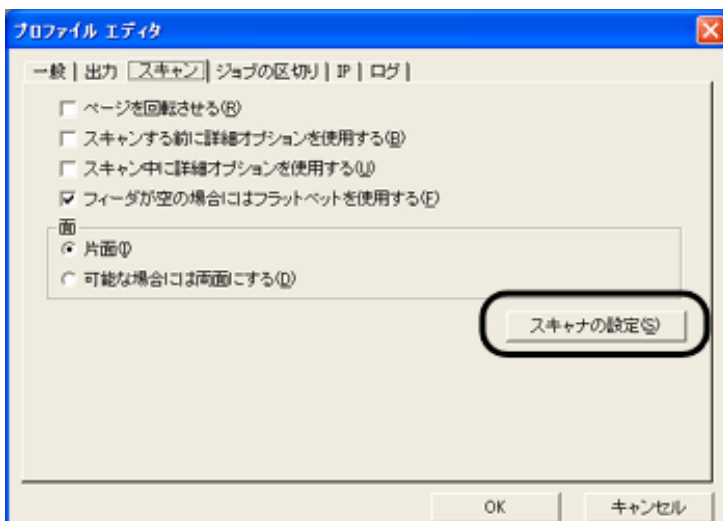 プロファイル エディタ
一般 | 出力 | スキャン | ジョブの区切り | IP | ログ |
ページを回転させる(R)
スキャンする前に詳細オプションを使用する(B)
スキャン中に詳細オプションを使用する(U)
フィーダが空の場合にはフラットベットを使用する(F)
面
片面(I)
可能な場合には両面にする(D)
スキャナの設定(S)
OK キャンセル